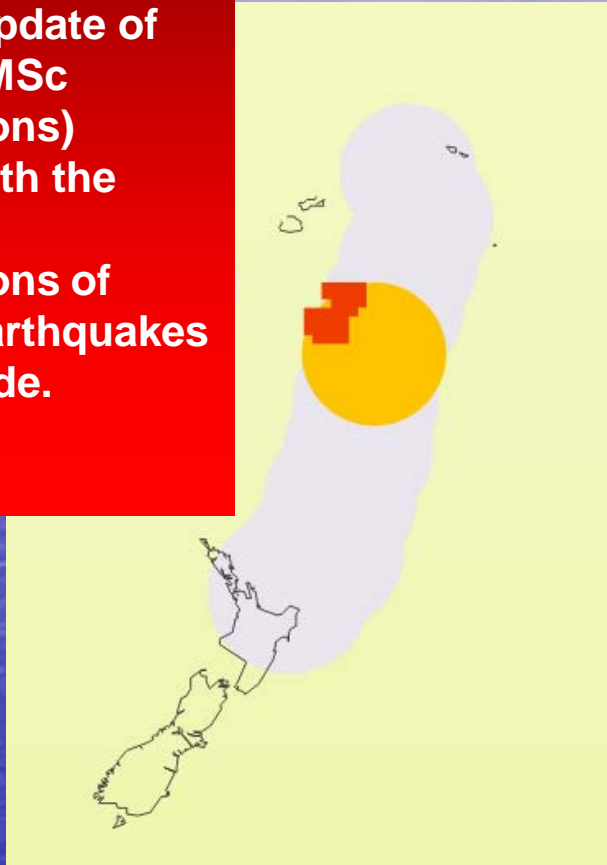 pdate of
MSc
ons)
th the
ons of
arthquakes
de.